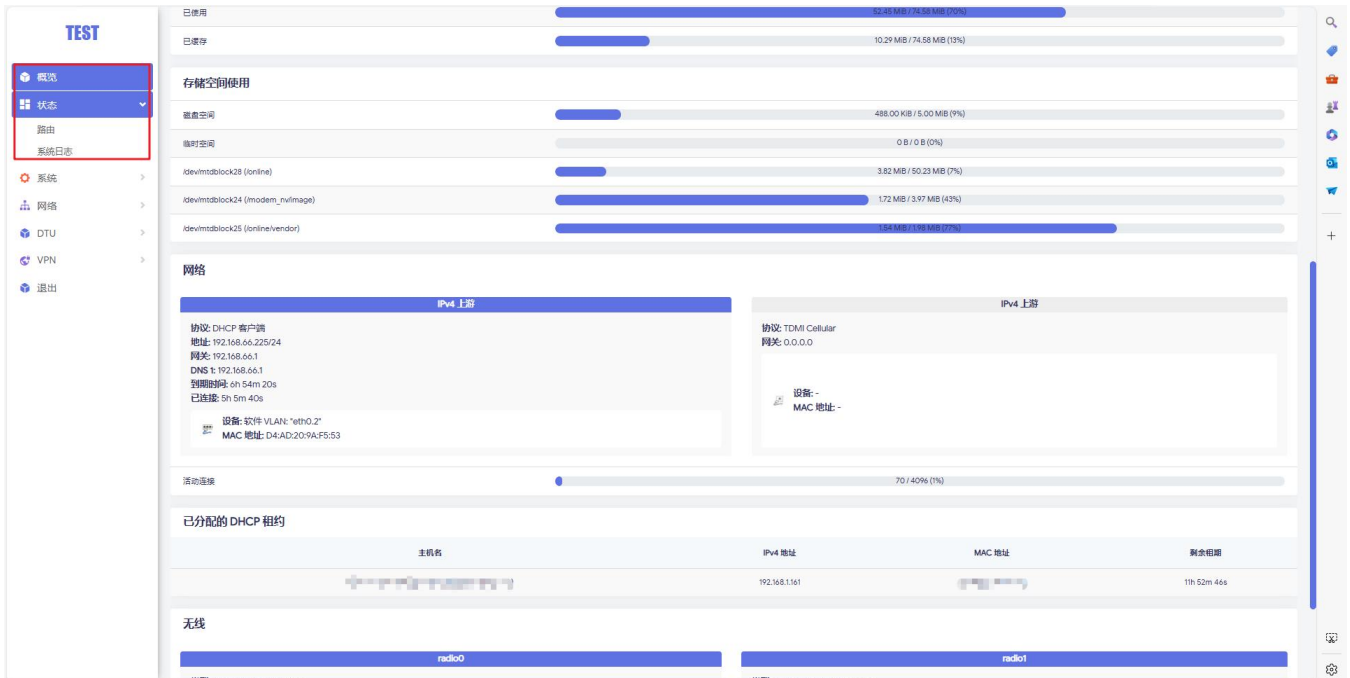 TEST
概览
状态
路由
系统日志
系统
网络
DTU
VPN
退出
已使用
52.45 MiB / 74.58 MiB (70%)
已缓存
10.29 MiB / 74.58 MiB (13%)
存储空间使用
磁盘空间
488.00 KiB / 5.00 MiB (9%)
临时空间
0 B / 0 B (0%)
/dev/mtdblock28 (/online)
3.82 MiB / 50.23 MiB (7%)
/dev/mtdblock24 (/modem_nv/image)
1.72 MiB / 3.97 MiB (43%)
/dev/mtdblock25 (/online/vendor)
1.54 MiB / 1.98 MiB (77%)
网络
IPv4 上游
协议: DHCP 客户端
地址: 192.168.66.225/24
网关: 192.168.66.1
DNS 1: 192.168.66.1
到期时间: 6h 54m 20s
已连接: 5h 5m 40s
设备: 软件 VLAN: "eth0.2"
MAC 地址: D4:AD:20:9A:F5:53
IPv4 上游
协议: TDMI Cellular
网关: 0.0.0.0
设备: -
MAC 地址: -
活动连接
70 / 4096 (1%)
已分配的 DHCP 租约
主机名 IPv4 地址 MAC 地址 剩余租期
192.168.1.161 11h 52m 46s
无线
radio0
radio1